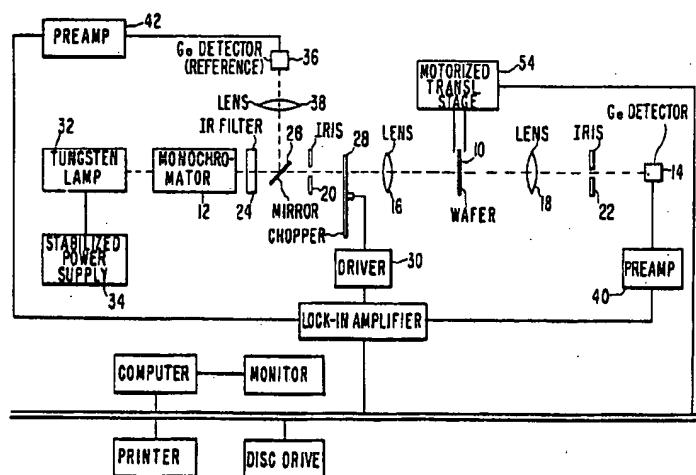 PREAMP
42
Ge DETECTOR
(REFERENCE)
36
LENS
38
MOTORIZED
TRANSL
STAGE
54
Ge DETECTOR
14
32
TUNGSTEN
LAMP
MONOCHRO-
MATOR
12
IR FILTER
24
26
MIRROR
IRIS
20
28
CHOPPER
LENS
16
10
WAFER
LENS
18
IRIS
22
STABILIZED
POWER
SUPPLY
34
DRIVER
30
PREAMP
40
LOCK-IN AMPLIFIER
COMPUTER
MONITOR
PRINTER
DISC DRIVE